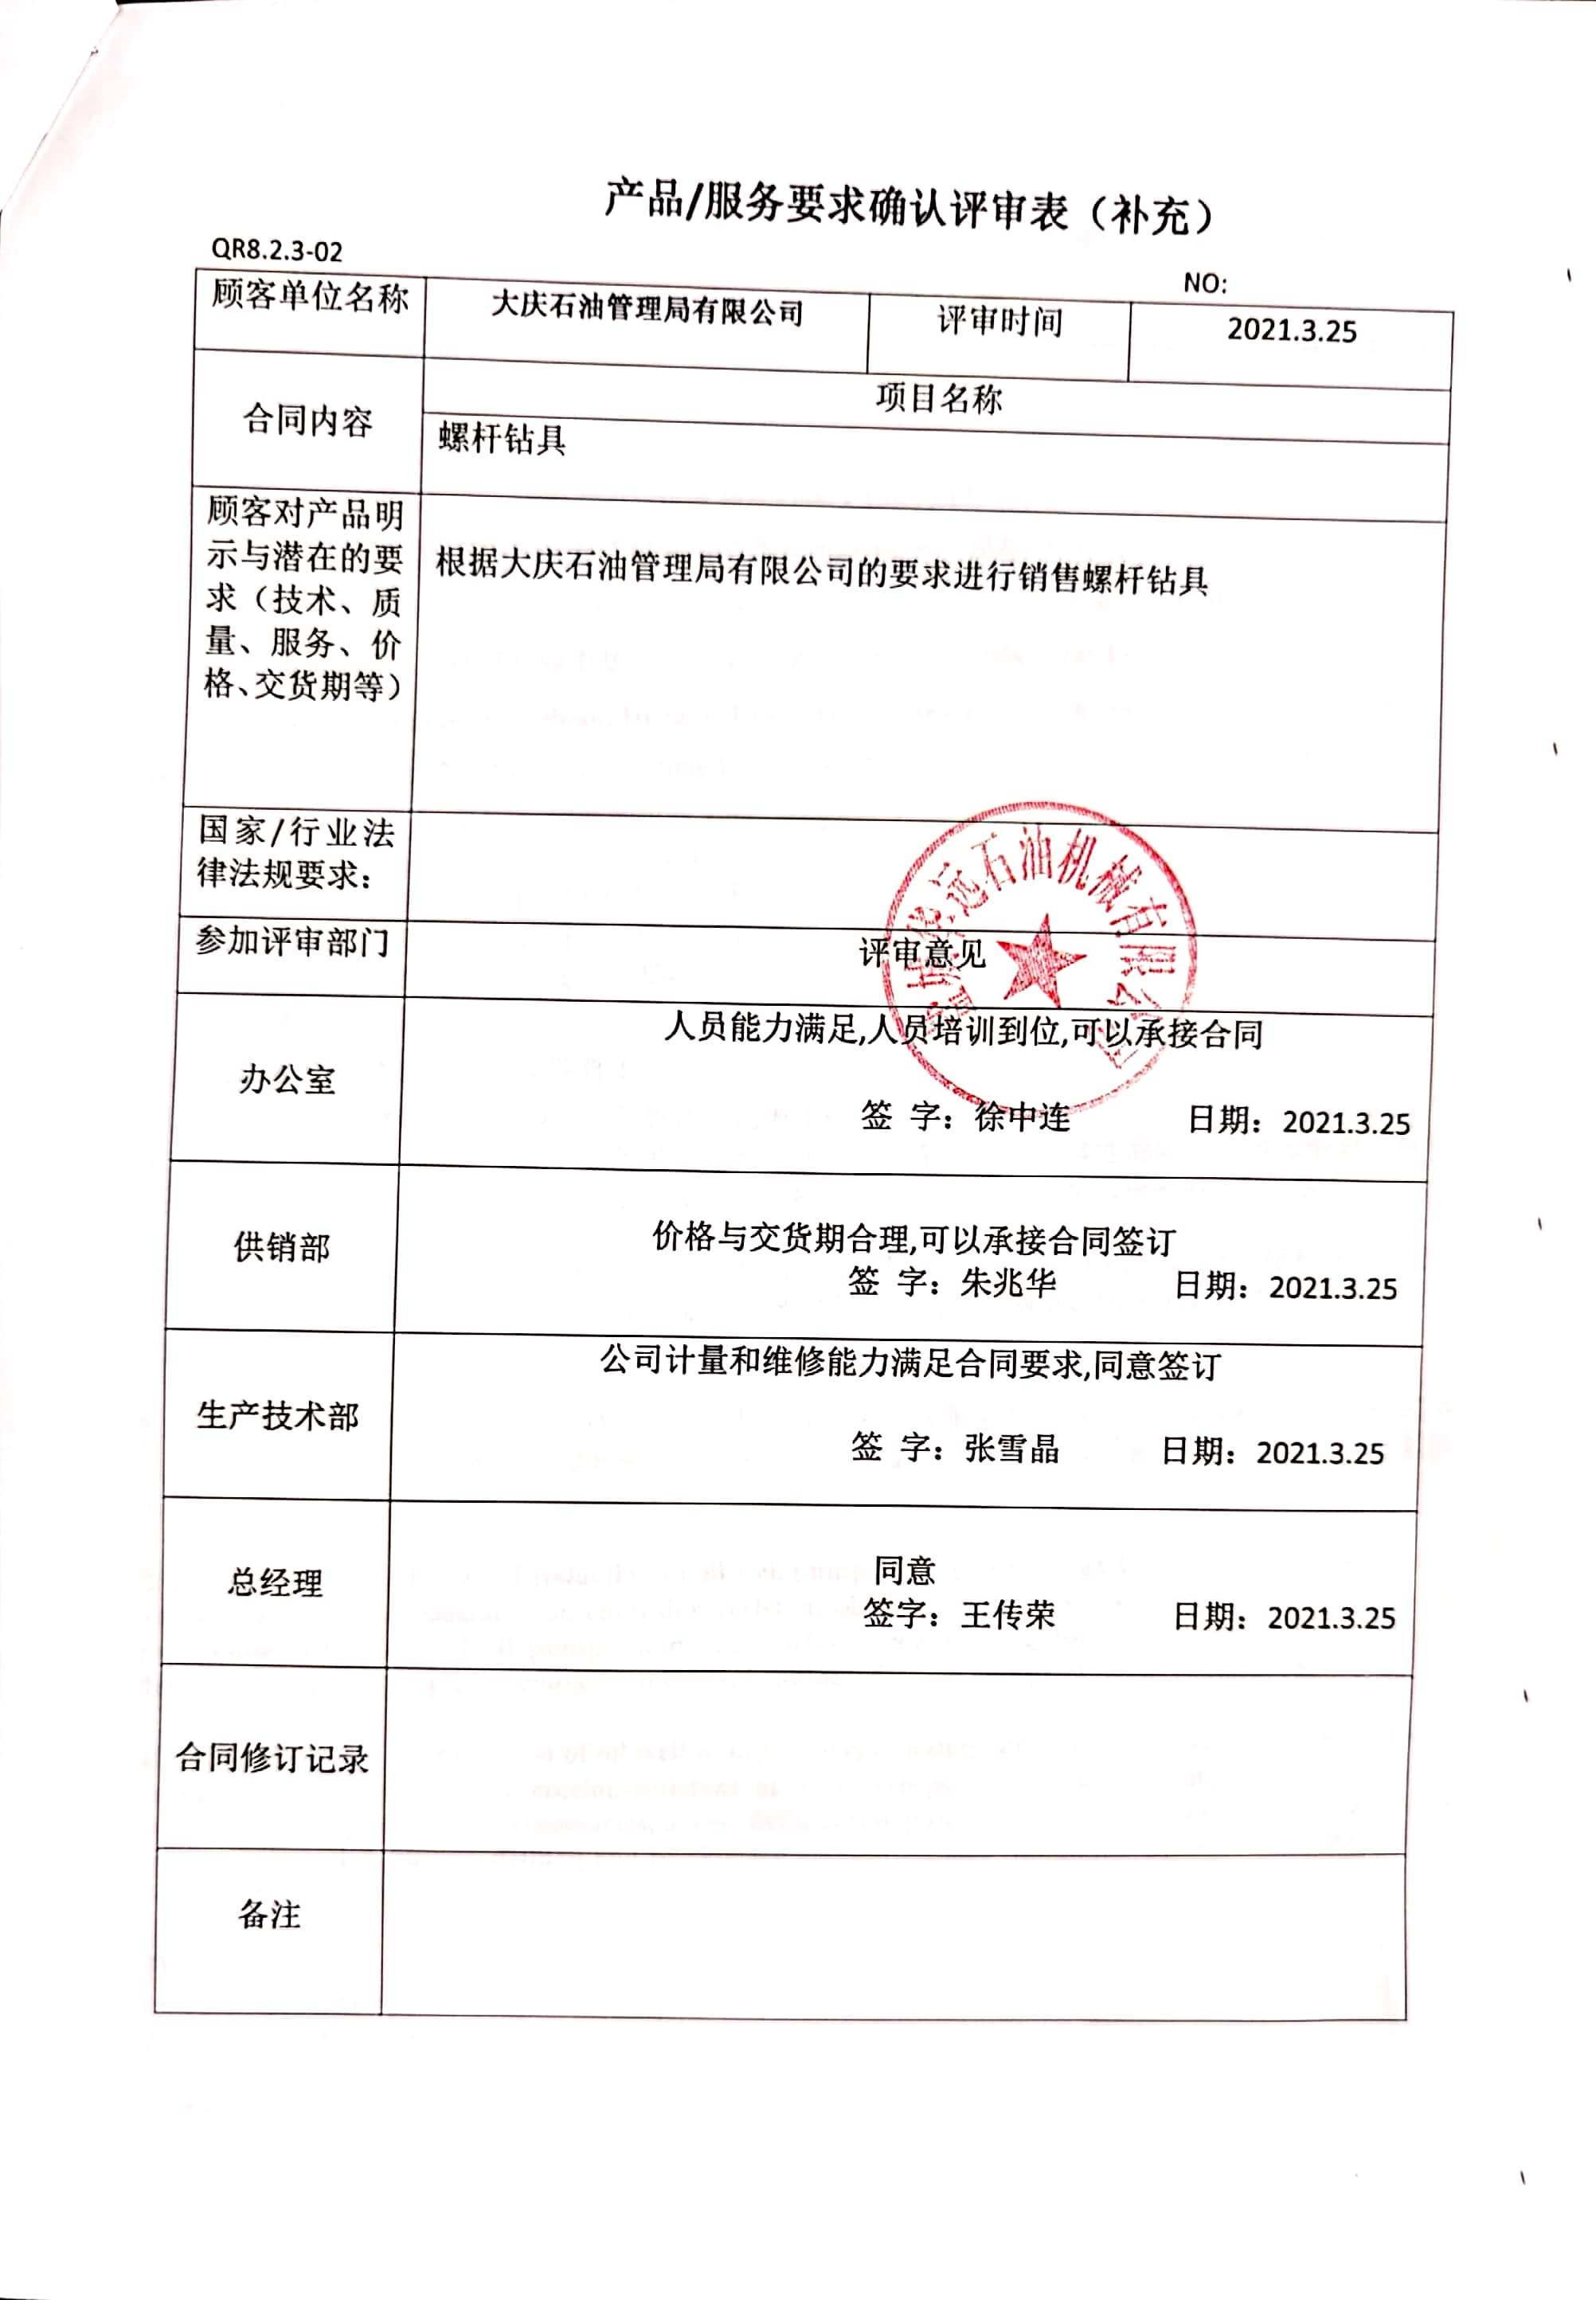 产品/服务要求确认评审表（补充）
QR8.2.3-02
NO:
顾客单位名称
大庆石油管理局有限公司
评审时间
2021.3.25
合同内容
项目名称
螺杆钻具
顾客对产品明
示与潜在的要
求（技术、质
量、服务、价
格、交货期等）
根据大庆石油管理局有限公司的要求进行销售螺杆钻具
国家/行业法
律法规要求：
远石油机械有限公司
参加评审部门
评审意见
办公室
人员能力满足,人员培训到位,可以承接合同
签 字：徐中连 日期：2021.3.25
供销部
价格与交货期合理,可以承接合同签订
签 字：朱兆华 日期：2021.3.25
生产技术部
公司计量和维修能力满足合同要求,同意签订
签 字：张雪晶 日期：2021.3.25
总经理
同意
签字：王传荣 日期：2021.3.25
合同修订记录
备注